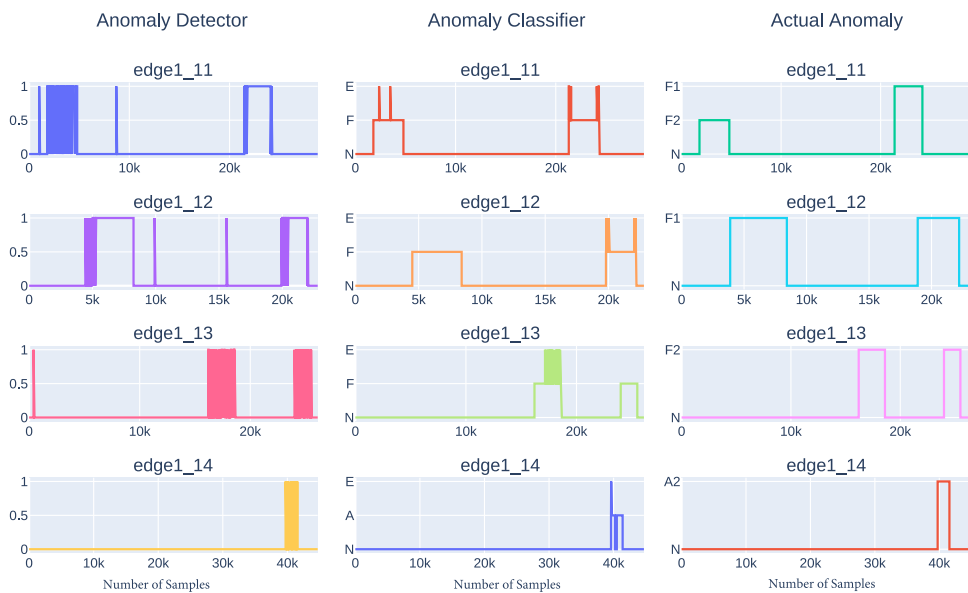 Anomaly Detector Anomaly Classifier Actual Anomaly
edge1_11 edge1_11 edge1_11
1 E F1
0.5 F F2
0 N N
0 10k 20k 0 10k 20k 0 10k 20k
edge1_12 edge1_12 edge1_12
1 E F1
0.5 F
0 N N
0 5k 10k 15k 20k 5k 10k 15k 20k 5k 10k 15k 20k
edge1_13 edge1_13 edge1_13
1 E F2
0.5 F
0 N N
0 10k 20k 0 10k 20k 0 10k 20k
edge1_14 edge1_14 edge1_14
1 E A2
0.5 A
0 N N
0 10k 20k 30k 40k 0 10k 20k 30k 40k 0 10k 20k 30k 40k
Number of Samples Number of Samples Number of Samples